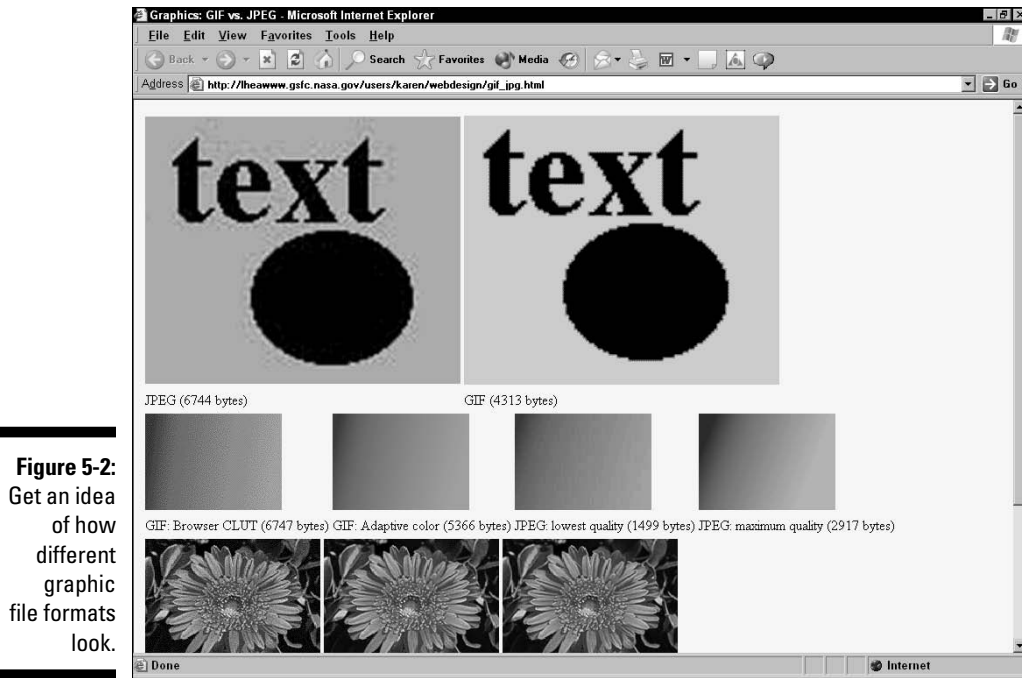 Graphics: GIF vs. JPEG - Microsoft Internet Explorer
File Edit View Favorites Tools Help
Back Search Favorites Media
Address http://lheawww.gsfc.nasa.gov/users/karen/webdesign/gif_jpg.html Go
text text
JPEG (6744 bytes) GIF (4313 bytes)
GIF: Browser CLUT (6747 bytes) GIF: Adaptive color (5366 bytes) JPEG: lowest quality (1499 bytes) JPEG: maximum quality (2917 bytes)
Done Internet
Figure 5-2:
Get an idea
of how
different
graphic
file formats
look.